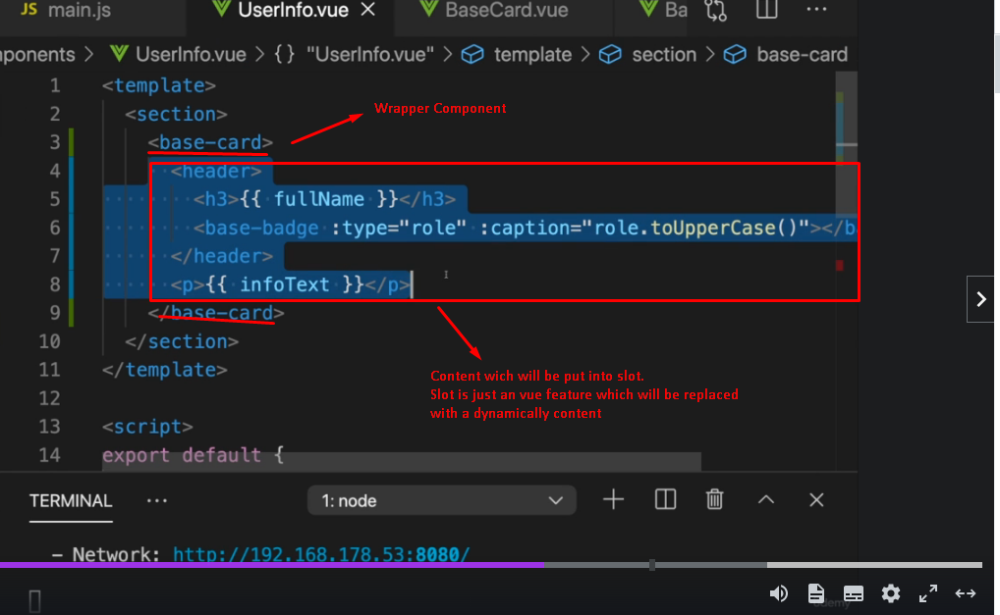 JS main.js UserInfo.vue × BaseCard.vue Ba ...
ponents > UserInfo.vue > {} "UserInfo.vue" > template > section > base-card
1 <template>
Wrapper Component
2 <section>
3 <base-card>
4 <header>
5 <h3>{{ fullName }}</h3>
6 <base-badge :type="role" :caption="role.toUpperCase()"></ba
7 </header>
8 <p>{{ infoText }}</p>
9 </base-card>
10 </section>
11 </template>
Content wich will be put into slot.
Slot is just an vue feature which will be replaced
with a dynamically content
12
13 <script>
14 export default {
TERMINAL ... 1: node
- Network: http://192.168.178.53:8080/
udemy